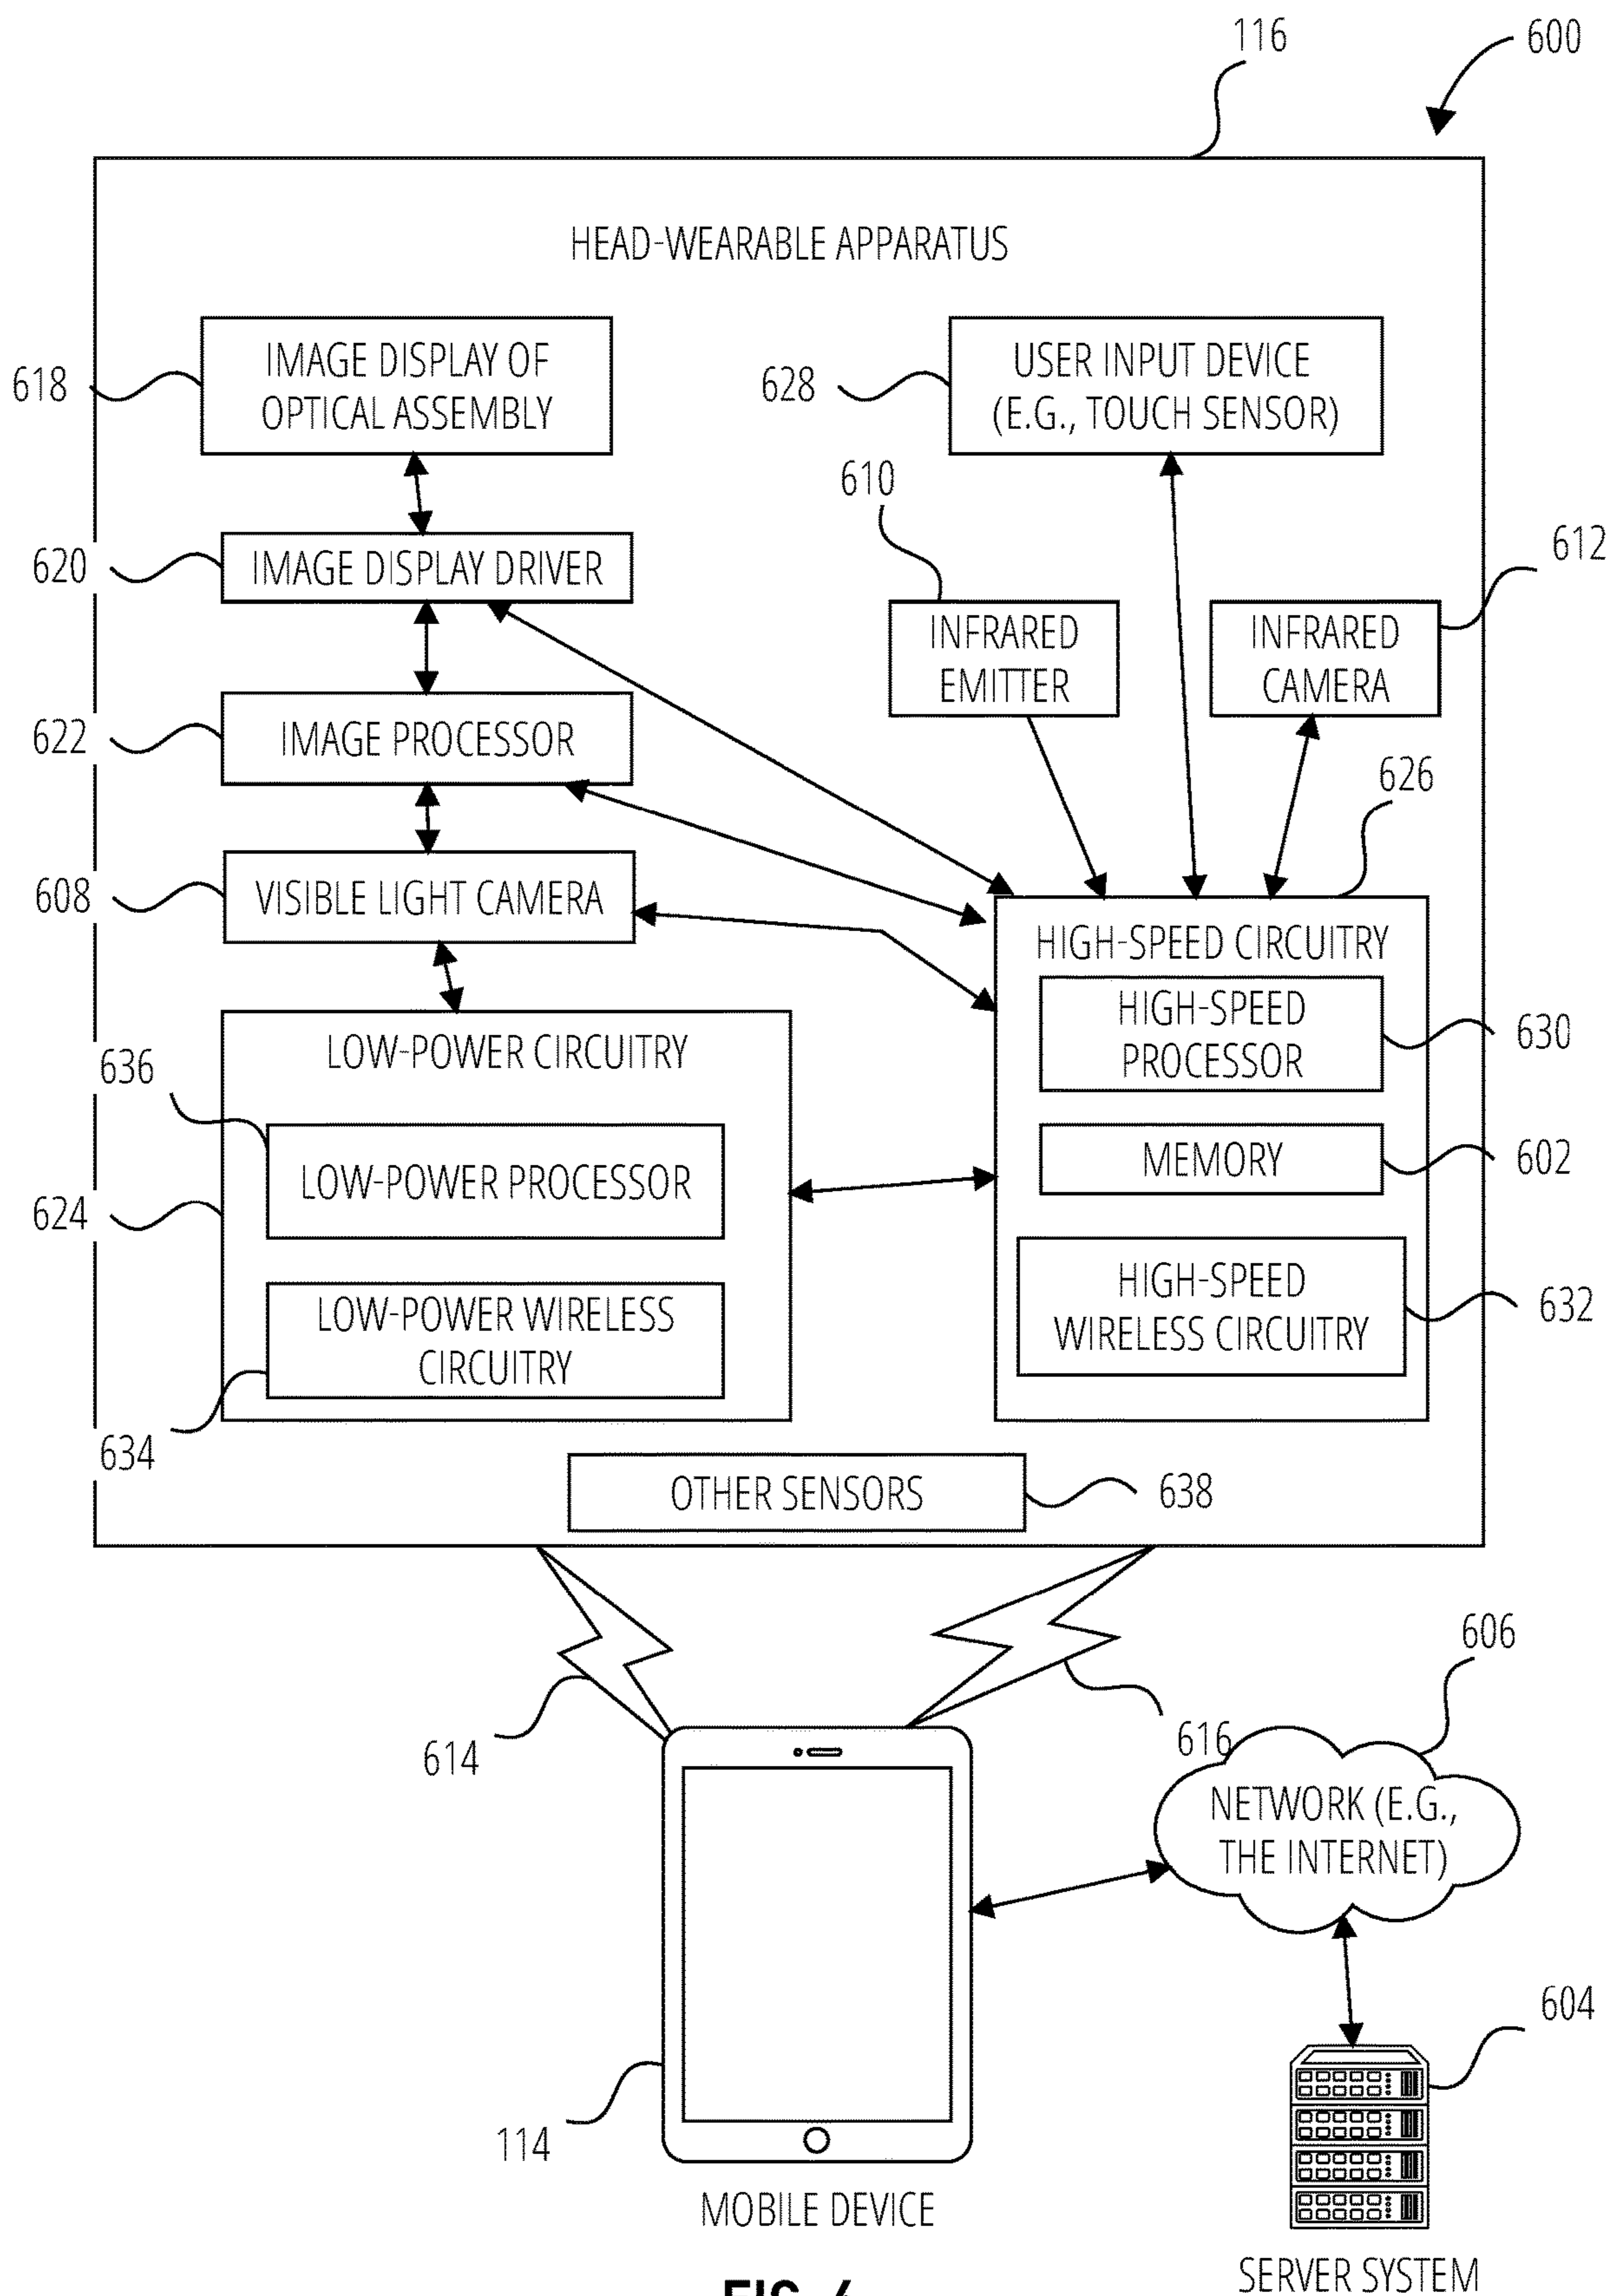 116
600
HEAD-WEARABLE APPARATUS
618
IMAGE DISPLAY OF
OPTICAL ASSEMBLY
628
USER INPUT DEVICE
(E.G., TOUCH SENSOR)
610
612
620
IMAGE DISPLAY DRIVER
INFRARED
EMITTER
INFRARED
CAMERA
622
IMAGE PROCESSOR
626
608
VISIBLE LIGHT CAMERA
HIGH-SPEED CIRCUITRY
HIGH-SPEED
PROCESSOR
630
LOW-POWER CIRCUITRY
636
MEMORY
602
LOW-POWER PROCESSOR
624
HIGH-SPEED
WIRELESS CIRCUITRY
632
LOW-POWER WIRELESS
CIRCUITRY
634
OTHER SENSORS
638
606
614
616
NETWORK (E.G.,
THE INTERNET)
604
114
MOBILE DEVICE
SERVER SYSTEM
FIG. 6